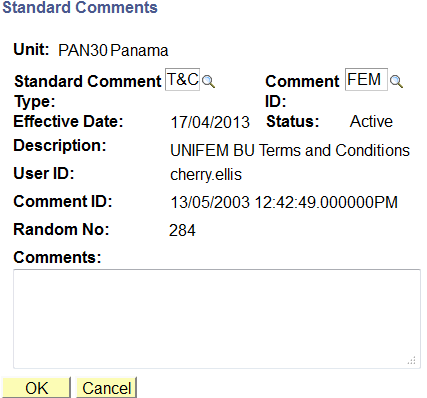 Standard Comments
Unit: PAN30 Panama
Standard Comment Type: T&C Comment ID: FEM
Effective Date: 17/04/2013 Status: Active
Description: UNIFEM BU Terms and Conditions
User ID: cherry.ellis
Comment ID: 13/05/2003 12:42:49.000000PM
Random No: 284
Comments:
OK Cancel